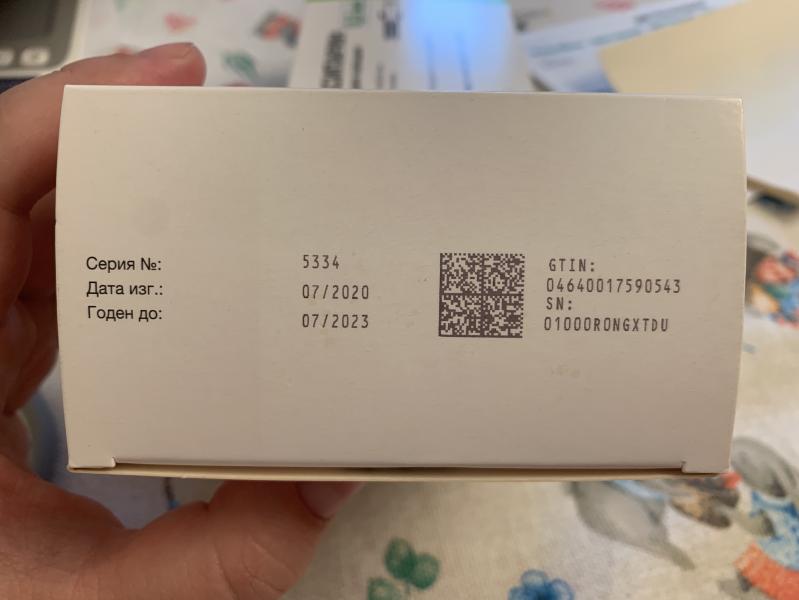 Серия №: 5334
Дата изг.: 07/2020
Годен до: 07/2023
GTIN:
04640017590543
SN:
01000RONGXTDU